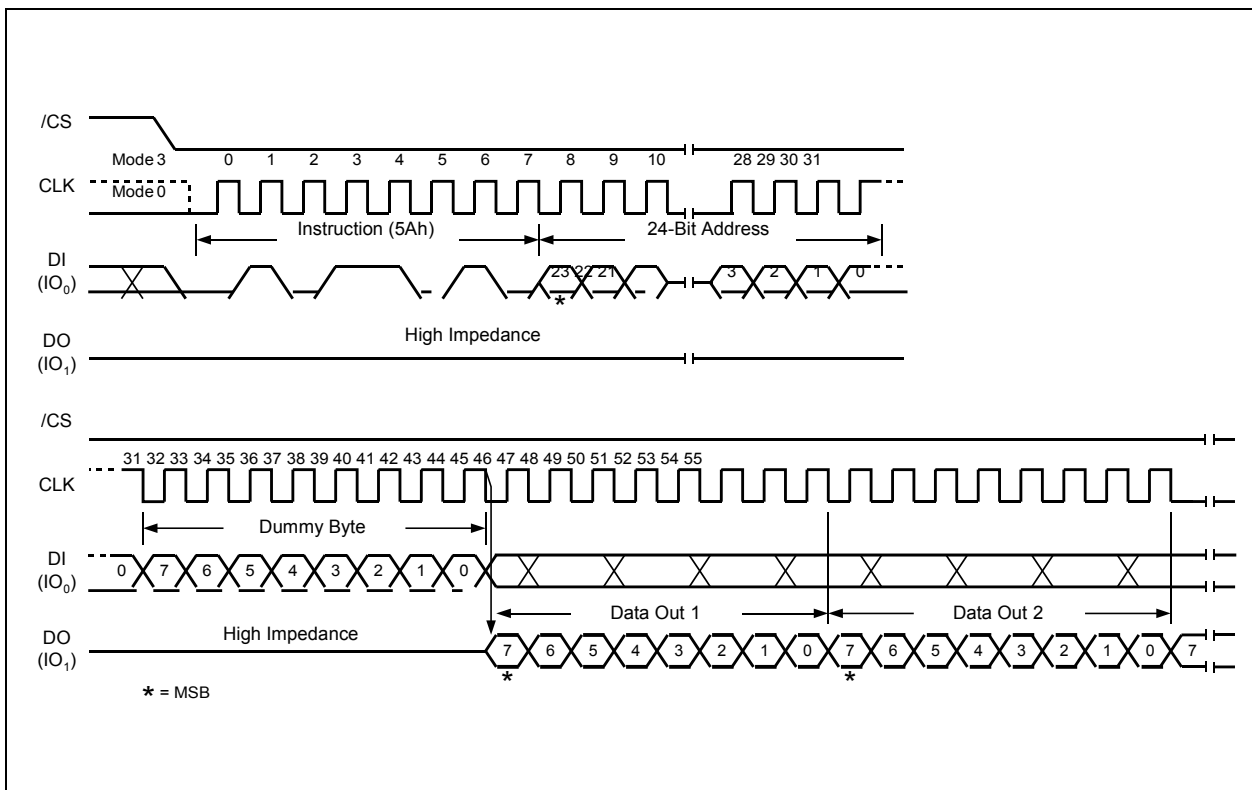 /CS
Mode 3 0 1 2 3 4 5 6 7 8 9 10 28 29 30 31
CLK Mode 0
Instruction (5Ah) 24-Bit Address
DI
(IO0) 23 22 21 3 2 1 0
*
High Impedance
DO
(IO1)
/CS
31 32 33 34 35 36 37 38 39 40 41 42 43 44 45 46 47 48 49 50 51 52 53 54 55
CLK
Dummy Byte
DI
(IO0) 0 7 6 5 4 3 2 1 0
Data Out 1 Data Out 2
DO High Impedance
(IO1) 7 6 5 4 3 2 1 0 7 6 5 4 3 2 1 0 7
* *
* = MSB